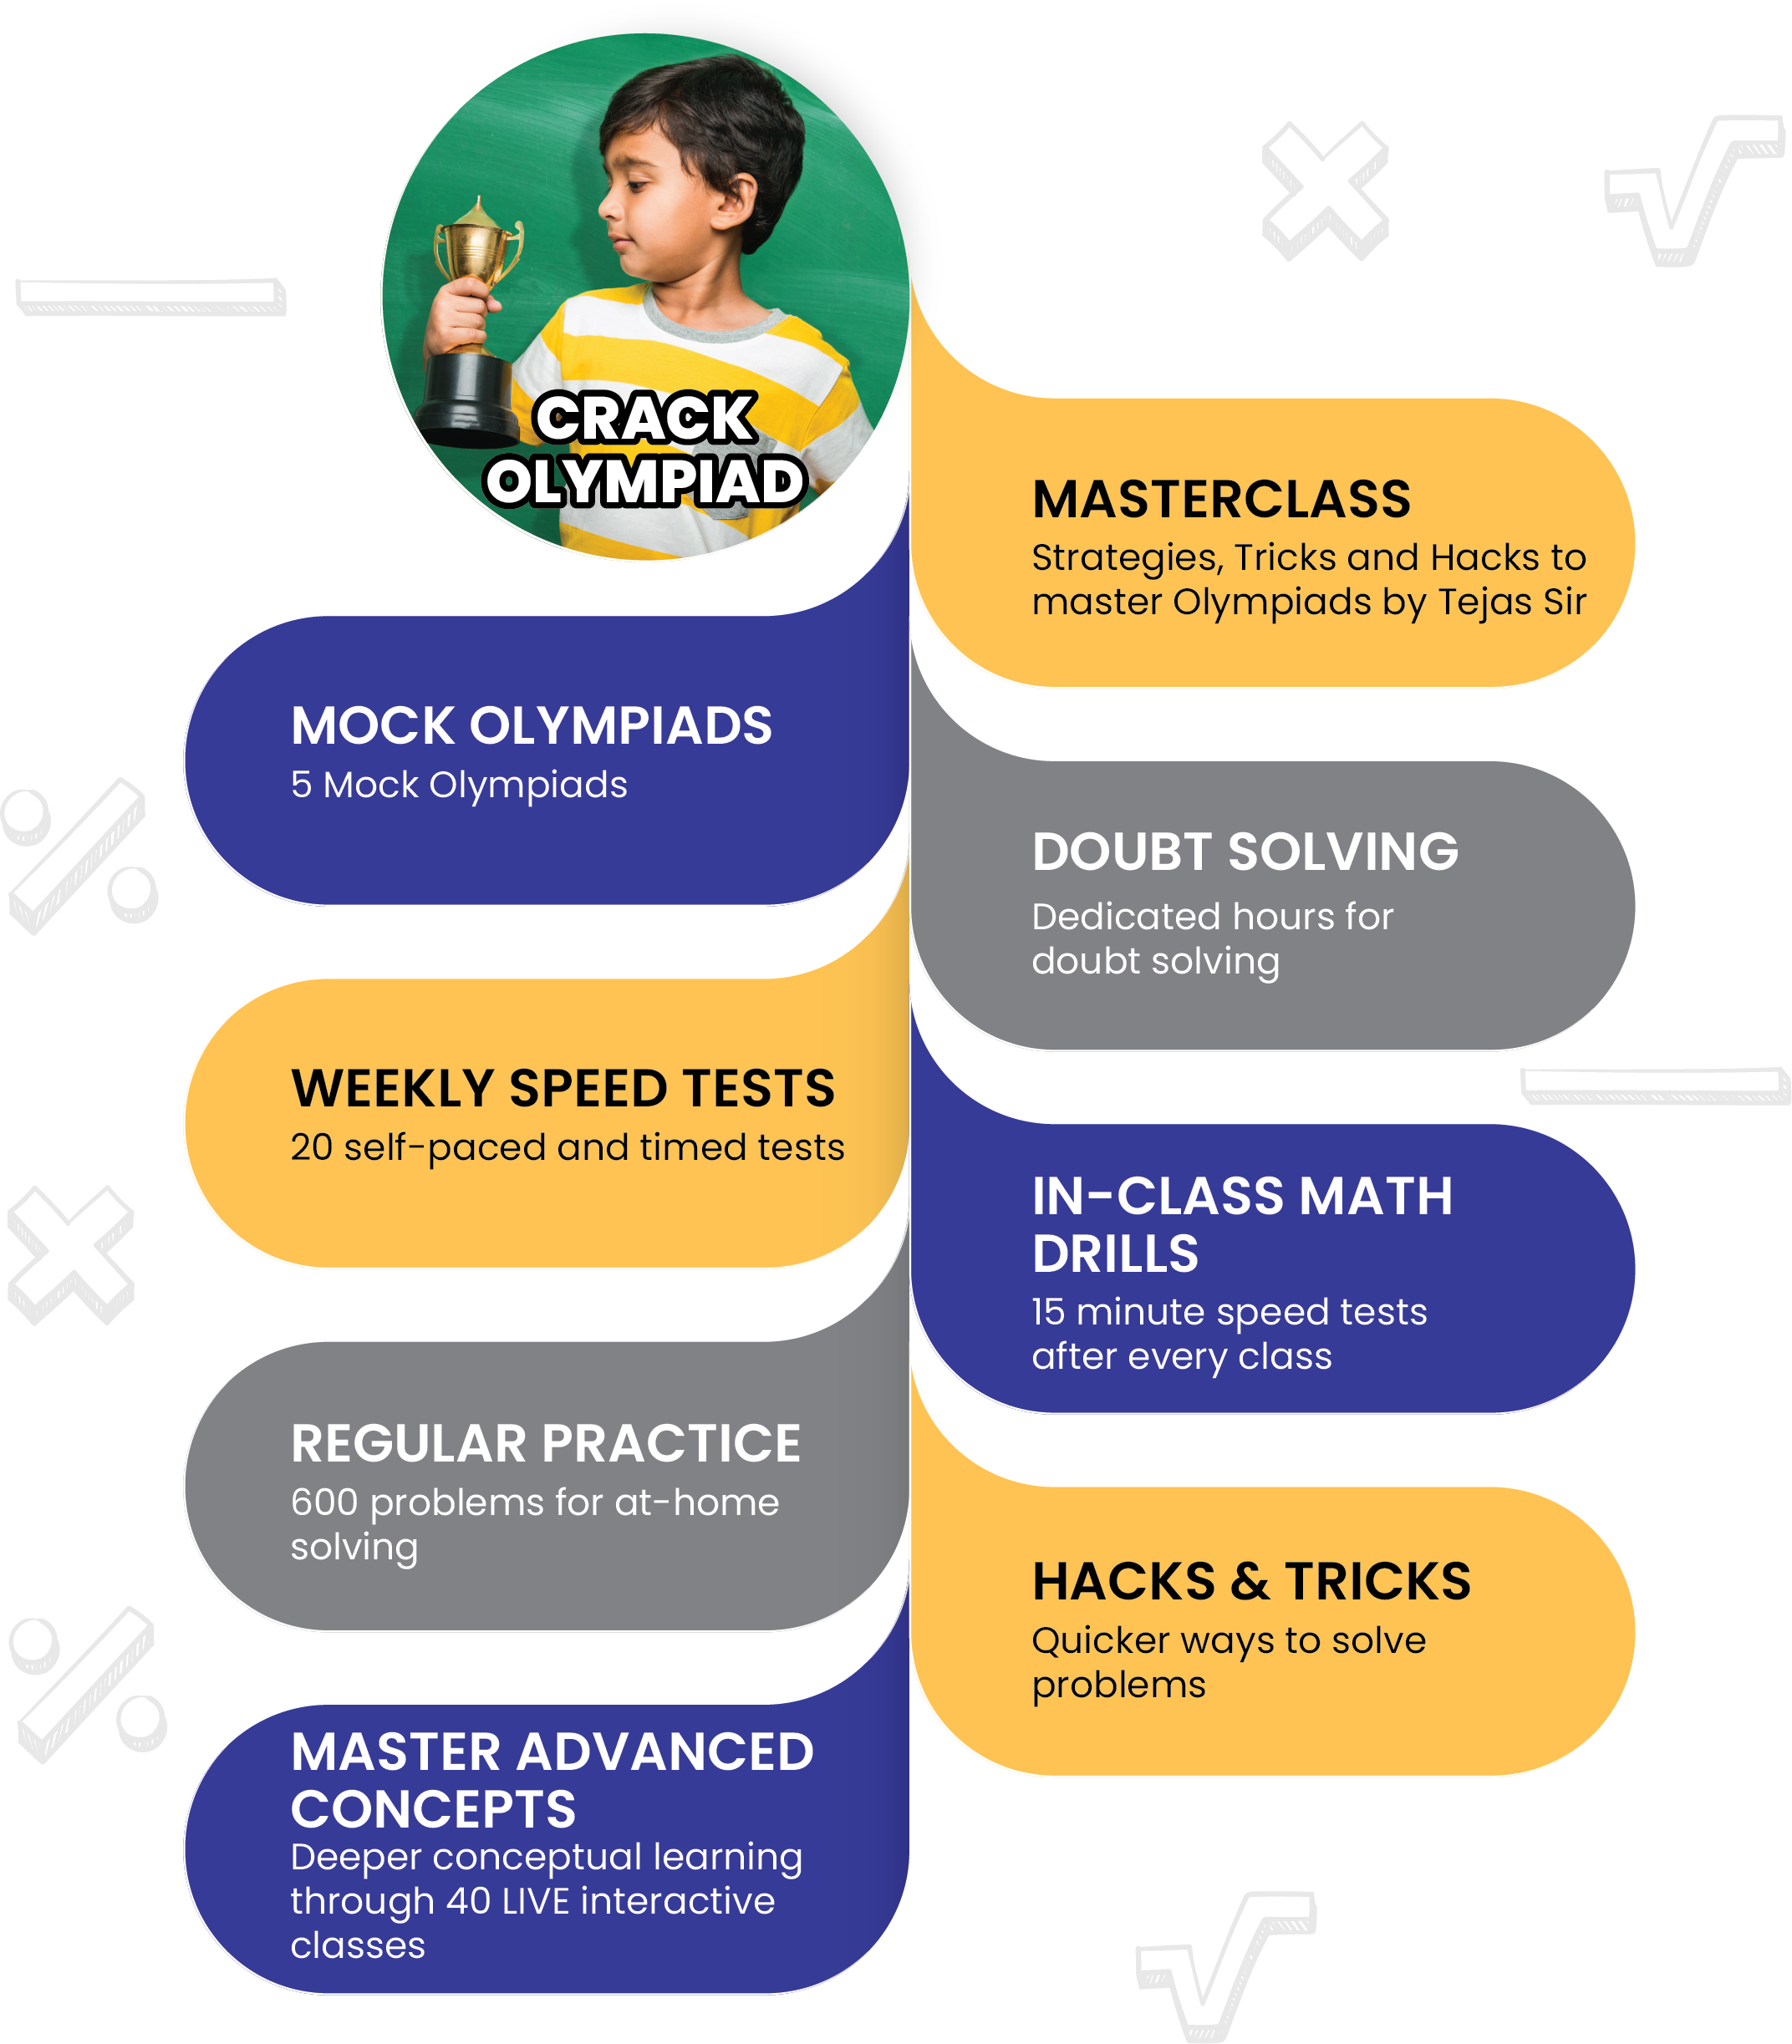 CRACK
OLYMPIAD
MASTERCLASS
Strategies, Tricks and Hacks to
master Olympiads by Tejas Sir
MOCK OLYMPIADS
5 Mock Olympiads
DOUBT SOLVING
Dedicated hours for
doubt solving
WEEKLY SPEED TESTS
20 self-paced and timed tests
IN-CLASS MATH
DRILLS
15 minute speed tests
after every class
REGULAR PRACTICE
600 problems for at-home
solving
HACKS & TRICKS
Quicker ways to solve
problems
MASTER ADVANCED
CONCEPTS
Deeper conceptual learning
through 40 LIVE interactive
classes